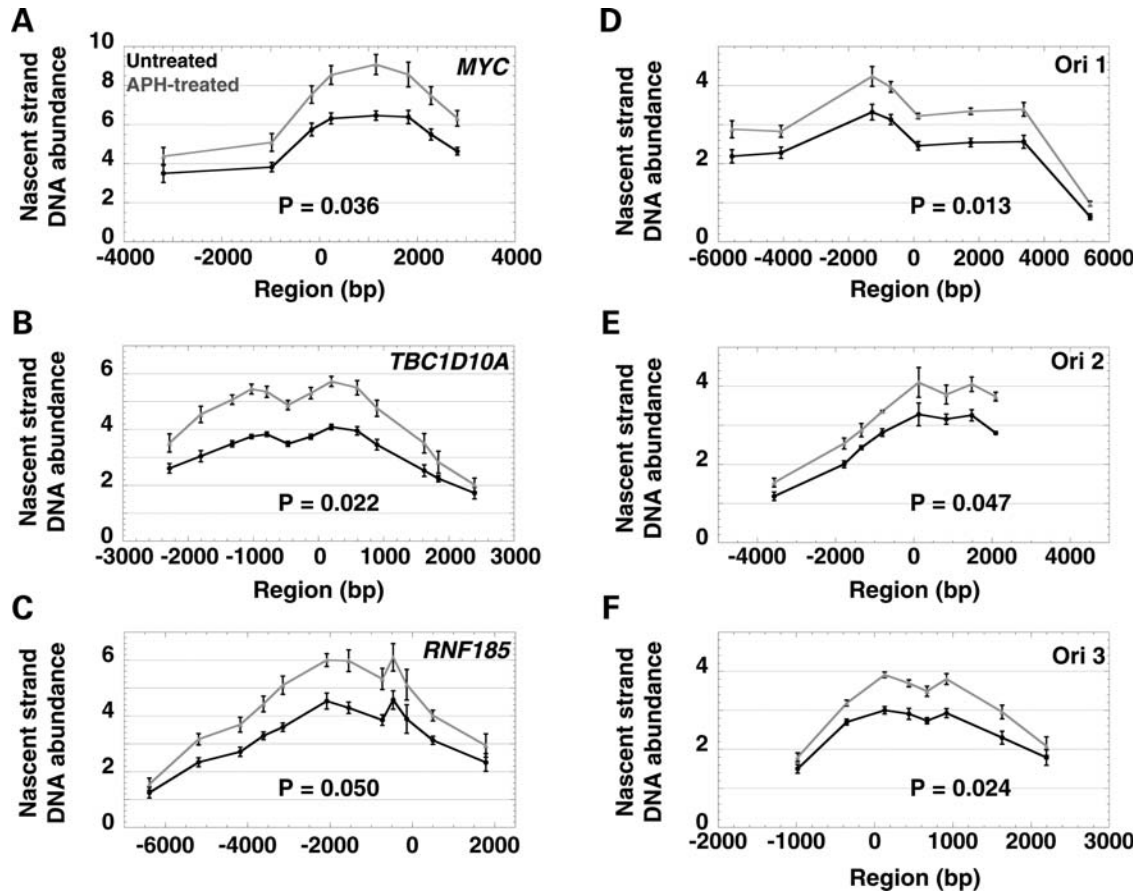 A
Nascent strand
DNA abundance
10
8
6
4
2
0
Untreated
APH-treated
MYC
P = 0.036
-4000 -2000 0 2000 4000
Region (bp)
B
Nascent strand
DNA abundance
6
4
2
0
TBC1D10A
P = 0.022
-3000 -2000 -1000 0 1000 2000 3000
Region (bp)
C
Nascent strand
DNA abundance
6
4
2
0
RNF185
P = 0.050
-6000 -4000 -2000 0 2000
Region (bp)
D
Nascent strand
DNA abundance
4
2
0
Ori 1
P = 0.013
-6000 -4000 -2000 0 2000 4000 6000
Region (bp)
E
Nascent strand
DNA abundance
4
2
0
Ori 2
P = 0.047
-4000 -2000 0 2000 4000
Region (bp)
F
Nascent strand
DNA abundance
4
2
0
Ori 3
P = 0.024
-2000 -1000 0 1000 2000 3000
Region (bp)